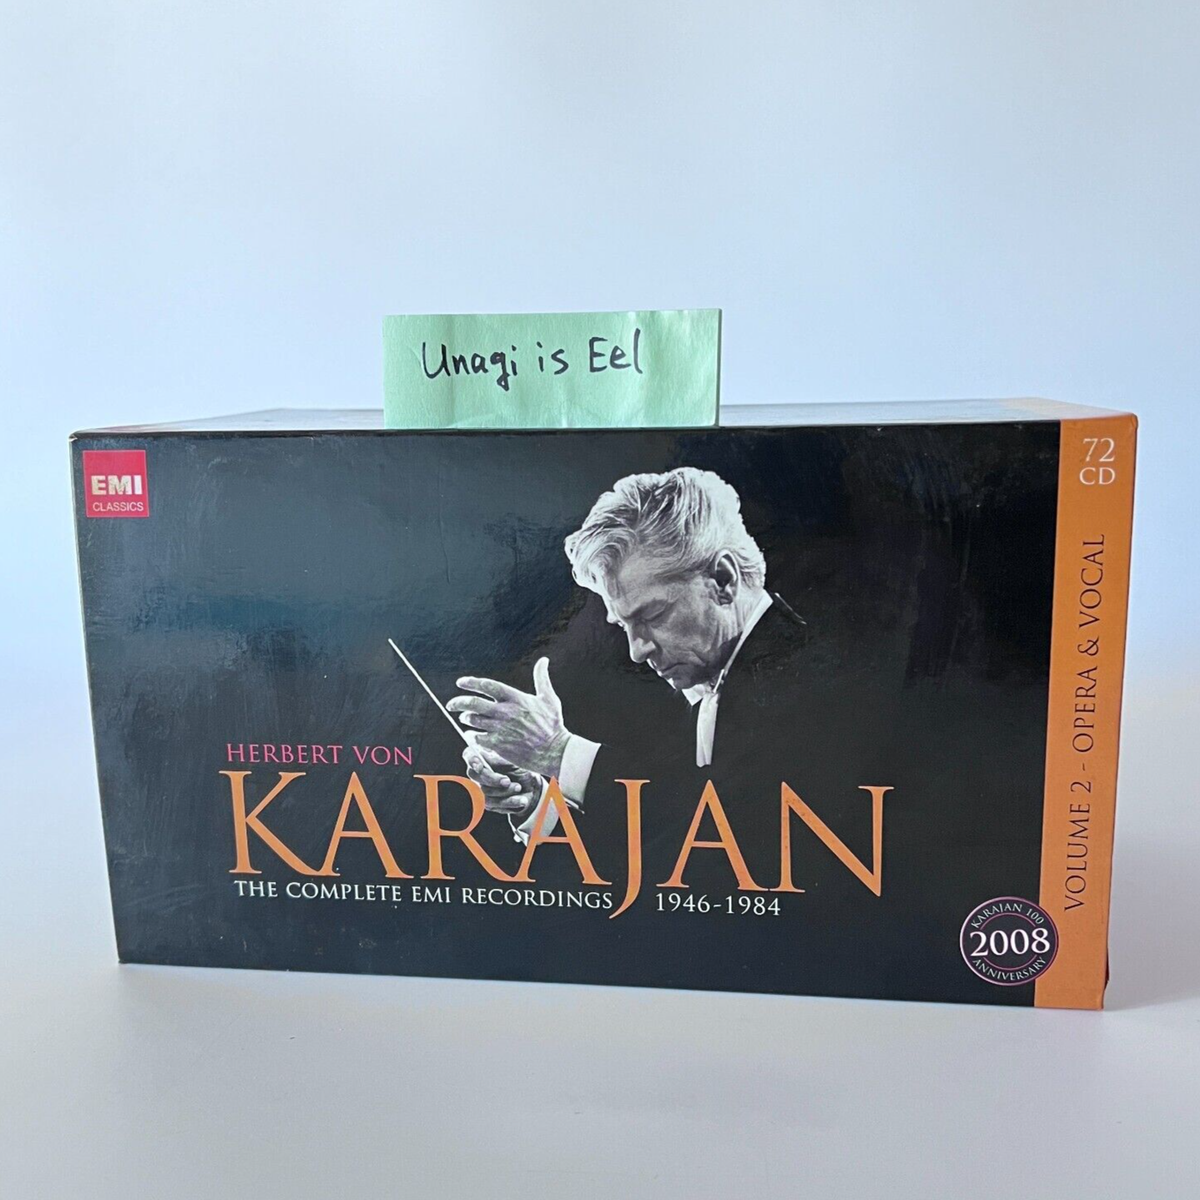 Unagi is Eel
EMI
CLASSICS
72
CD
VOLUME 2 - OPERA & VOCAL
HERBERT VON
KARAJAN
THE COMPLETE EMI RECORDINGS 1946-1984
KARAJAN 100
2008
ANNIVERSARY